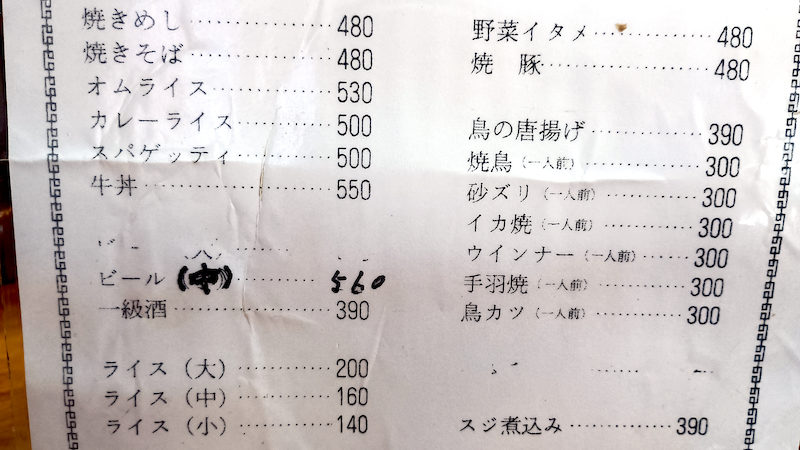 焼きめし…………480
焼きそば…………480
オムライス…………530
カレーライス…………500
スパゲッティ…………500
牛丼…………550
ビール（中）…………560
一級酒…………390
ライス（大）…………200
ライス（中）…………160
ライス（小）…………140
野菜イタメ…………480
焼　豚…………480
鳥の唐揚げ…………390
焼鳥（一人前）…………300
砂ズリ（一人前）…………300
イカ焼（一人前）…………300
ウインナー（一人前）…………300
手羽焼（一人前）…………300
鳥カツ（一人前）…………300
スジ煮込み…………390